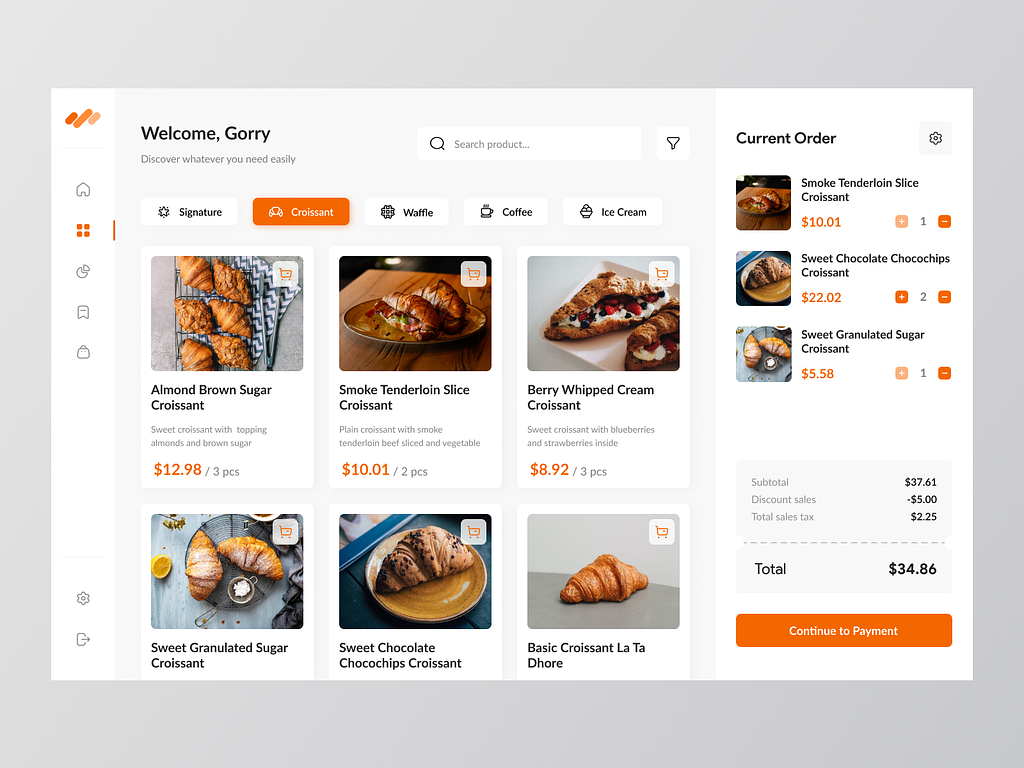 Welcome, Gorry
Discover whatever you need easily
Search product...
Signature
Croissant
Waffle
Coffee
Ice Cream
Almond Brown Sugar
Croissant
Sweet croissant with topping
almonds and brown sugar
$12.98 / 3 pcs
Smoke Tenderloin Slice
Croissant
Plain croissant with smoke
tenderloin beef sliced and vegetable
$10.01 / 2 pcs
Berry Whipped Cream
Croissant
Sweet croissant with blueberries
and strawberries inside
$8.92 / 3 pcs
Sweet Granulated Sugar
Croissant
Sweet Chocolate
Chocochips Croissant
Basic Croissant La Ta
Dhore
Current Order
Smoke Tenderloin Slice
Croissant
$10.01 + 1 −
Sweet Chocolate Chocochips
Croissant
$22.02 + 2 −
Sweet Granulated Sugar
Croissant
$5.58 + 1 −
Subtotal $37.61
Discount sales -$5.00
Total sales tax $2.25
Total $34.86
Continue to Payment